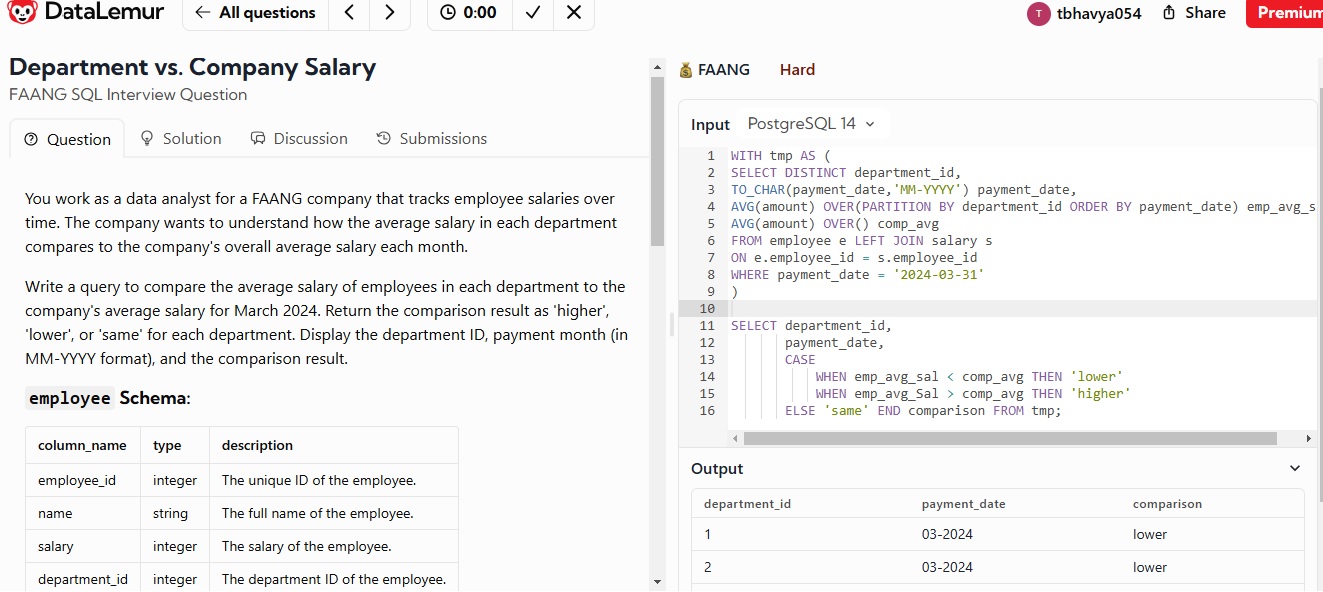 DataLemur
All questions
0:00
T
tbhavya054
Share
Premium
Department vs. Company Salary
FAANG SQL Interview Question
Question
Solution
Discussion
Submissions
You work as a data analyst for a FAANG company that tracks employee salaries over
time. The company wants to understand how the average salary in each department
compares to the company's overall average salary each month.
Write a query to compare the average salary of employees in each department to the
company's average salary for March 2024. Return the comparison result as 'higher',
'lower', or 'same' for each department. Display the department ID, payment month (in
MM-YYYY format), and the comparison result.
employee Schema:
column_name type description
employee_id integer The unique ID of the employee.
name string The full name of the employee.
salary integer The salary of the employee.
department_id integer The department ID of the employee.
FAANG
Hard
Input
PostgreSQL 14
1 WITH tmp AS (
2 SELECT DISTINCT department_id,
3 TO_CHAR(payment_date,'MM-YYYY') payment_date,
4 AVG(amount) OVER(PARTITION BY department_id ORDER BY payment_date) emp_avg_s
5 AVG(amount) OVER() comp_avg
6 FROM employee e LEFT JOIN salary s
7 ON e.employee_id = s.employee_id
8 WHERE payment_date = '2024-03-31'
9 )
10
11 SELECT department_id,
12 payment_date,
13 CASE
14 WHEN emp_avg_sal < comp_avg THEN 'lower'
15 WHEN emp_avg_Sal > comp_avg THEN 'higher'
16 ELSE 'same' END comparison FROM tmp;
Output
department_id payment_date comparison
1 03-2024 lower
2 03-2024 lower